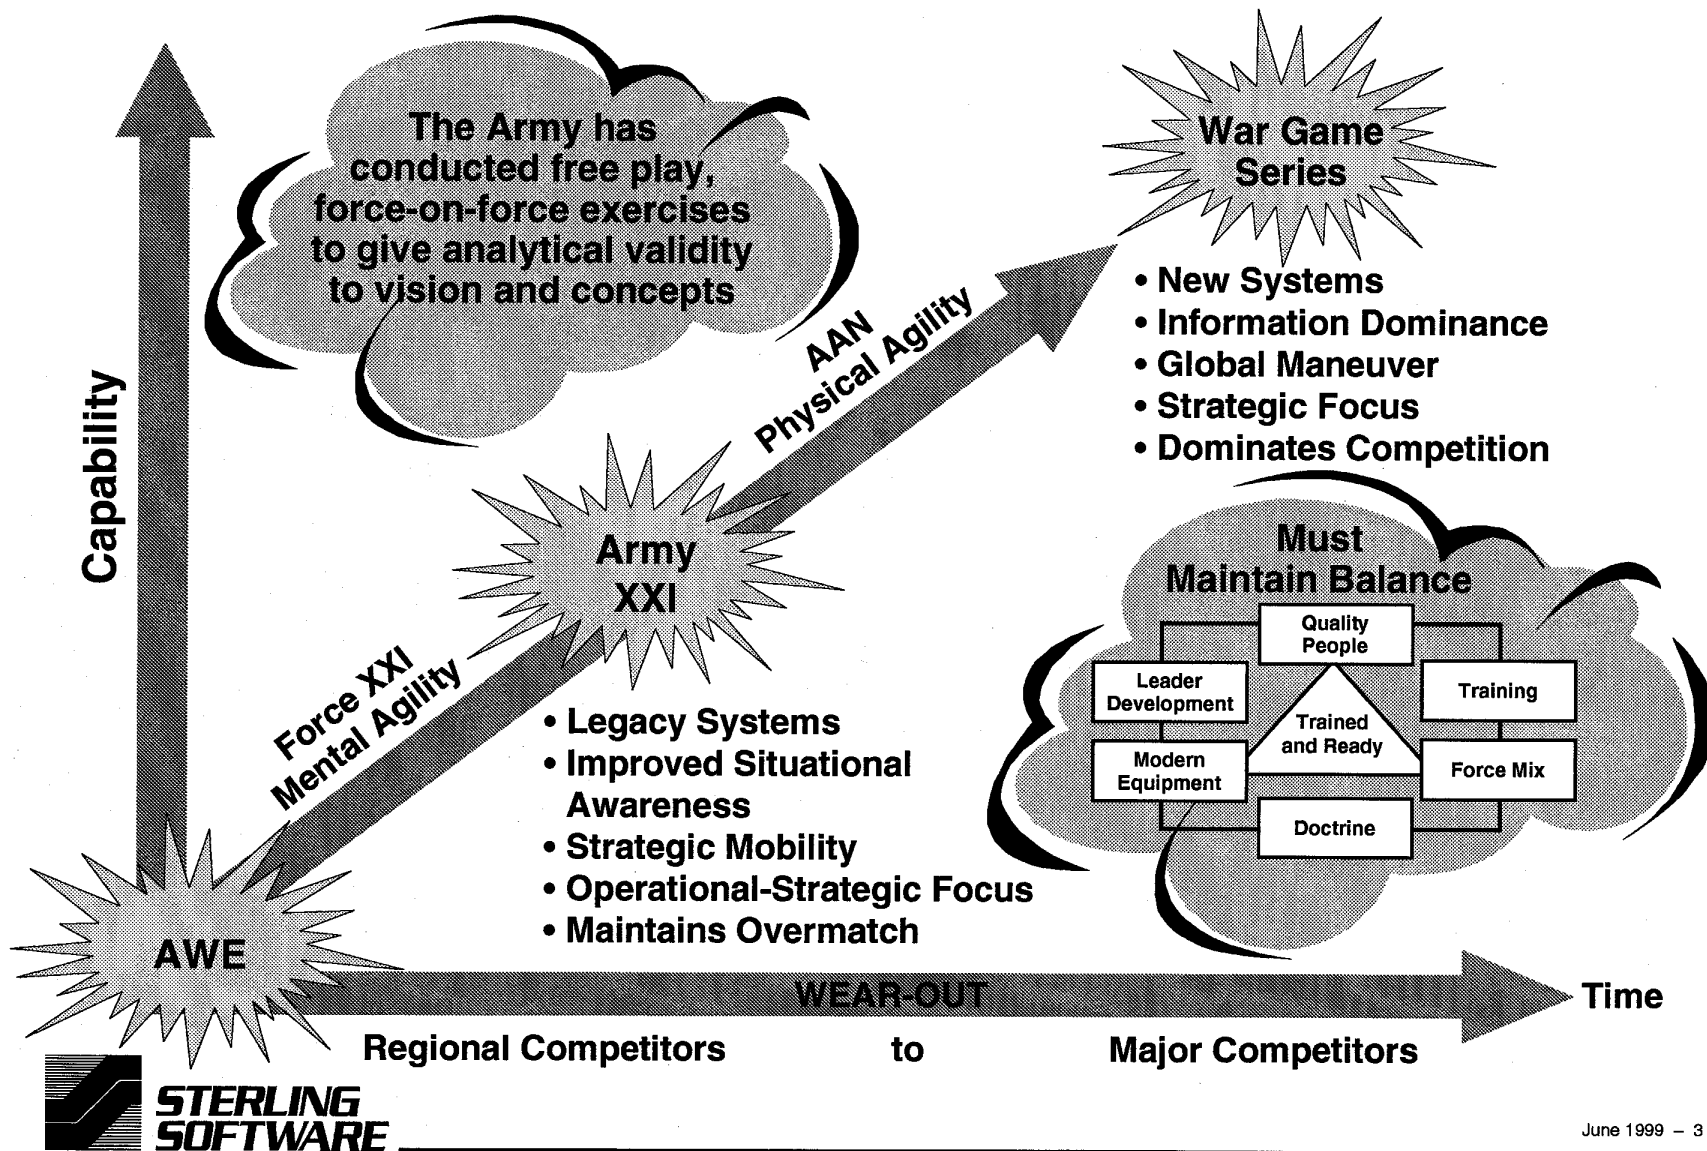 The Army has
conducted free play,
force-on-force exercises
to give analytical validity
to vision and concepts
War Game
Series
• New Systems
• Information Dominance
• Global Maneuver
• Strategic Focus
• Dominates Competition
AAN
Physical Agility
Capability
Army
XXI
Force XXI
Mental Agility
• Legacy Systems
• Improved Situational
Awareness
• Strategic Mobility
• Operational-Strategic Focus
• Maintains Overmatch
Must
Maintain Balance
Quality
People
Leader
Development
Training
Trained
and Ready
Modern
Equipment
Force Mix
Doctrine
AWE
WEAR-OUT
Time
Regional Competitors to Major Competitors
STERLING
SOFTWARE
June 1999 – 3